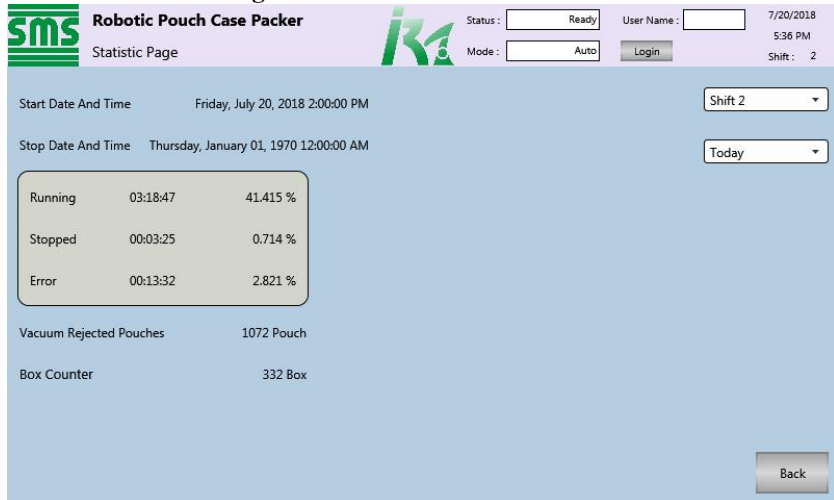 sms
Robotic Pouch Case Packer
Statistic Page
Status :
Ready
User Name :
Mode :
Auto
Login
7/20/2018
5:36 PM
Shift : 2
Start Date And Time Friday, July 20, 2018 2:00:00 PM
Shift 2
Stop Date And Time Thursday, January 01, 1970 12:00:00 AM
Today
Running 03:18:47 41.415 %
Stopped 00:03:25 0.714 %
Error 00:13:32 2.821 %
Vacuum Rejected Pouches 1072 Pouch
Box Counter 332 Box
Back